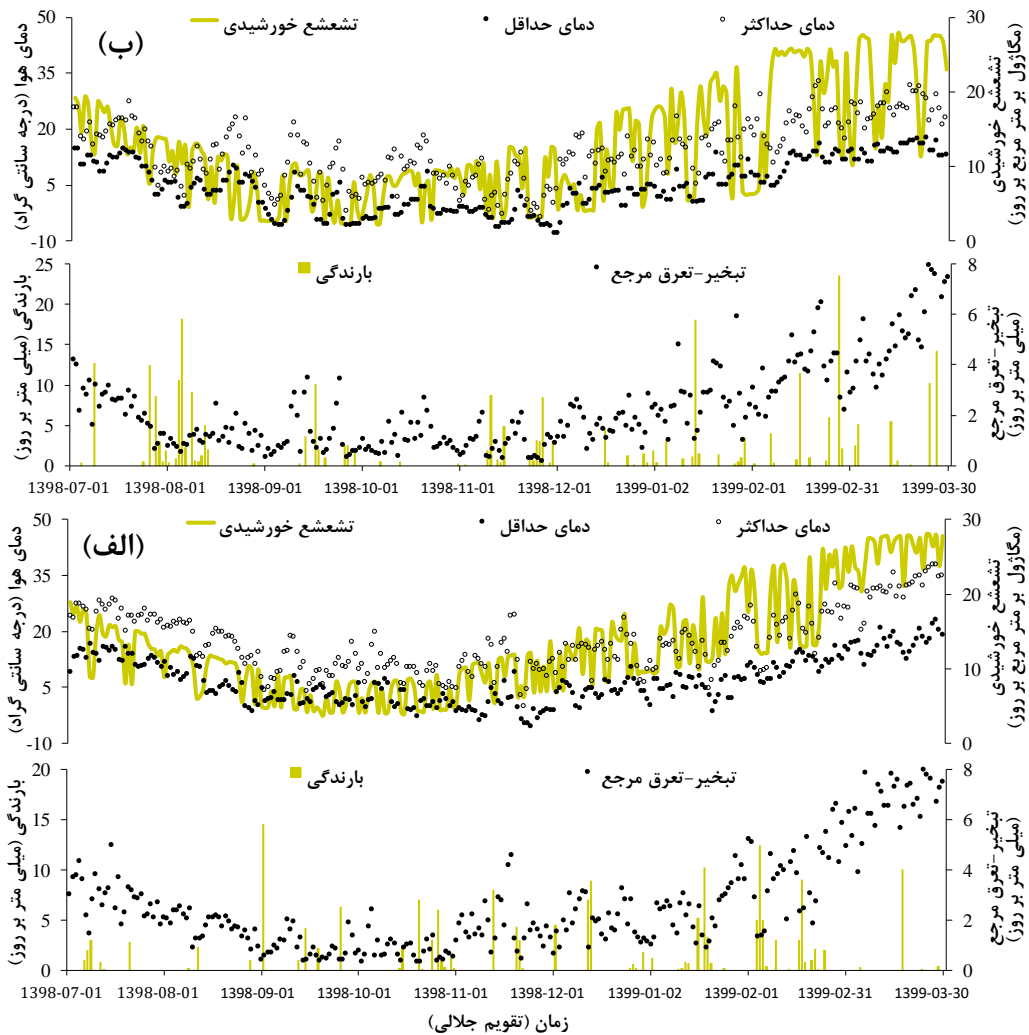 (ب)
تشعشع خورشیدی
دمای حداقل
دمای حداکثر
دمای هوا (درجه سانتی گراد)
50
35
20
5
-10
تشعشع خورشیدی
(مگاژول بر متر مربع بر روز)
30
20
10
0
بارندگی
تبخیر-تعرق مرجع
بارندگی (میلی متر بر روز)
25
20
15
10
5
0
تبخیر-تعرق مرجع
(میلی متر بر روز)
8
6
4
2
0
1398-07-01
1398-08-01
1398-09-01
1398-10-01
1398-11-01
1398-12-01
1399-01-02
1399-02-01
1399-02-31
1399-03-30
(الف)
تشعشع خورشیدی
دمای حداقل
دمای حداکثر
دمای هوا (درجه سانتی گراد)
50
35
20
5
-10
تشعشع خورشیدی
(مگاژول بر متر مربع بر روز)
30
20
10
0
بارندگی
تبخیر-تعرق مرجع
بارندگی (میلی متر بر روز)
20
15
10
5
0
تبخیر-تعرق مرجع
(میلی متر بر روز)
8
6
4
2
0
1398-07-01
1398-08-01
1398-09-01
1398-10-01
1398-11-01
1398-12-01
1399-01-02
1399-02-01
1399-02-31
1399-03-30
زمان (تقویم جلالی)